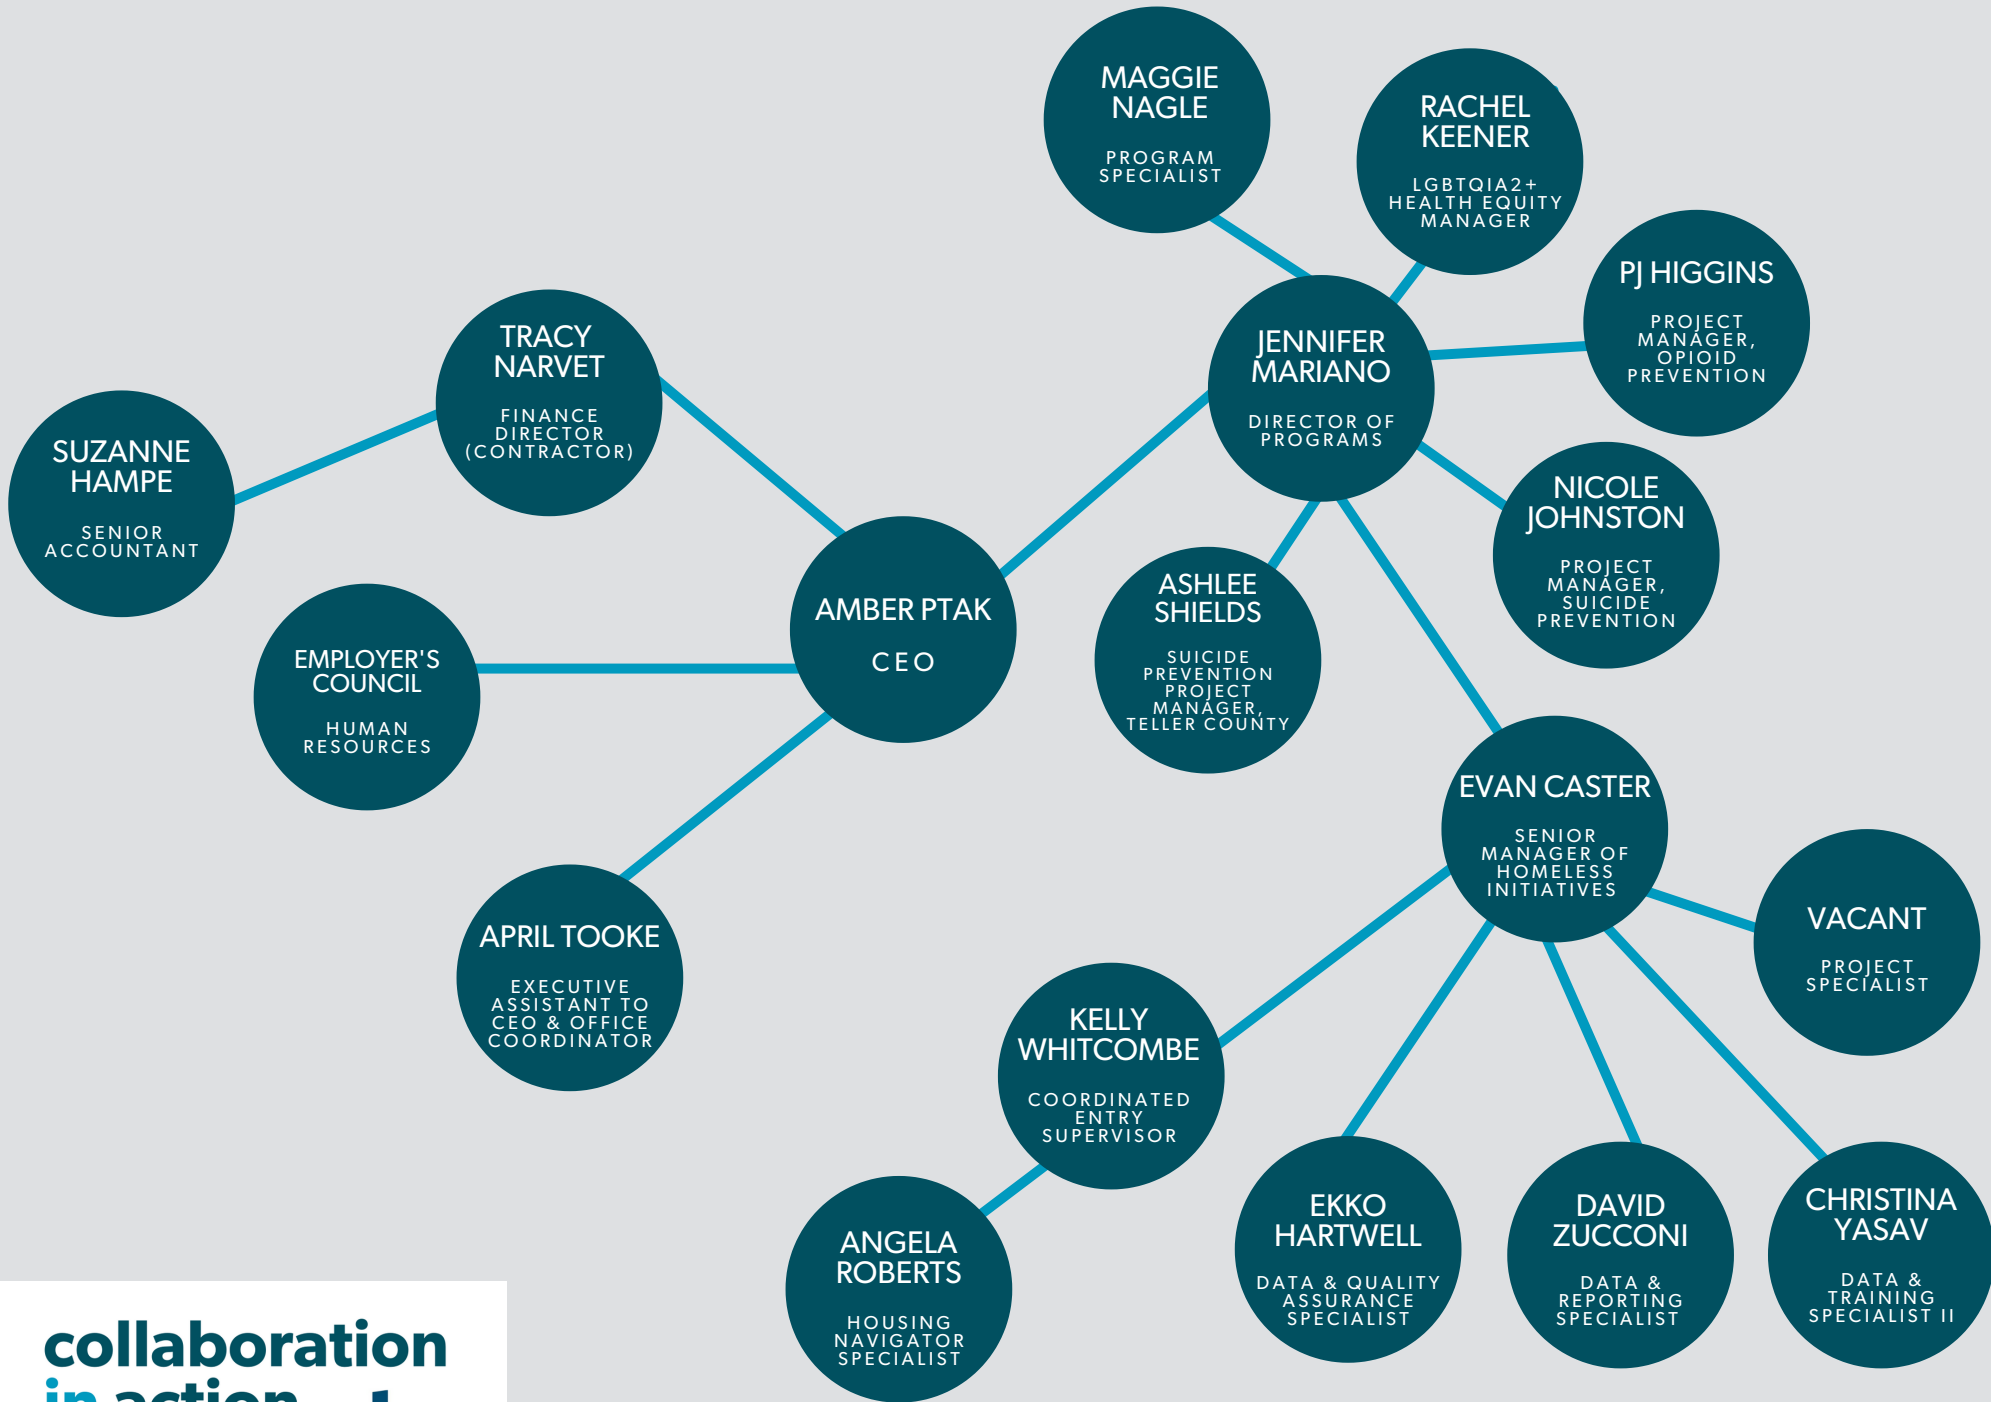 MAGGIE
NAGLE
PROGRAM
SPECIALIST
RACHEL
KEENER
LGBTQIA2+
HEALTH EQUITY
MANAGER
PJ HIGGINS
PROJECT
MANAGER,
OPIOID
PREVENTION
TRACY
NARVET
FINANCE
DIRECTOR
(CONTRACTOR)
JENNIFER
MARIANO
DIRECTOR OF
PROGRAMS
SUZANNE
HAMPE
SENIOR
ACCOUNTANT
NICOLE
JOHNSTON
PROJECT
MANAGER,
SUICIDE
PREVENTION
AMBER PTAK
CEO
ASHLEE
SHIELDS
SUICIDE
PREVENTION
PROJECT
MANAGER,
TELLER COUNTY
EMPLOYER'S
COUNCIL
HUMAN
RESOURCES
EVAN CASTER
SENIOR
MANAGER OF
HOMELESS
INITIATIVES
VACANT
PROJECT
SPECIALIST
APRIL TOOKE
EXECUTIVE
ASSISTANT TO
CEO & OFFICE
COORDINATOR
KELLY
WHITCOMBE
COORDINATED
ENTRY
SUPERVISOR
ANGELA
ROBERTS
HOUSING
NAVIGATOR
SPECIALIST
EKKO
HARTWELL
DATA & QUALITY
ASSURANCE
SPECIALIST
DAVID
ZUCCONI
DATA &
REPORTING
SPECIALIST
CHRISTINA
YASAV
DATA &
TRAINING
SPECIALIST II
collaboration
in action